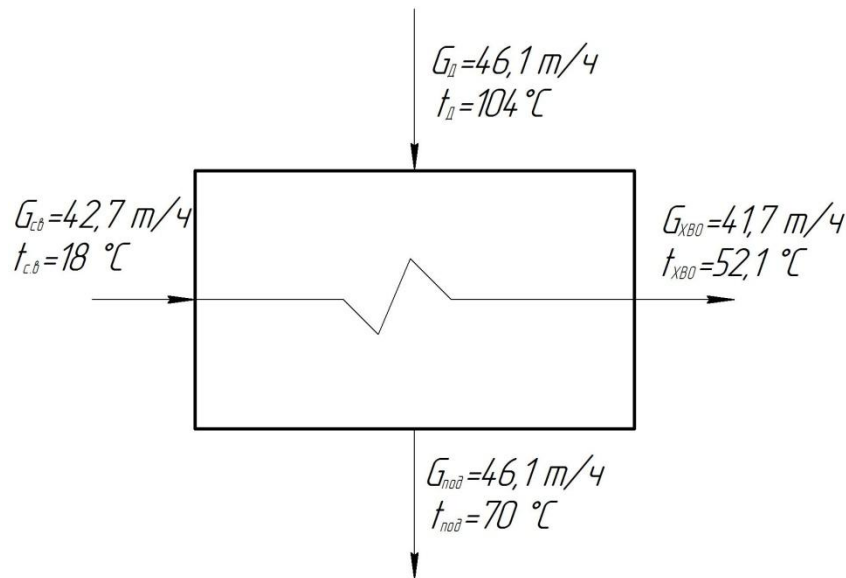 G_Д=46,1 т/ч
t_Д=104 °C
G_св=42,7 т/ч
t_с.в=18 °C
G_ХВО=41,7 т/ч
t_ХВО=52,1 °C
G_под=46,1 т/ч
t_под=70 °C